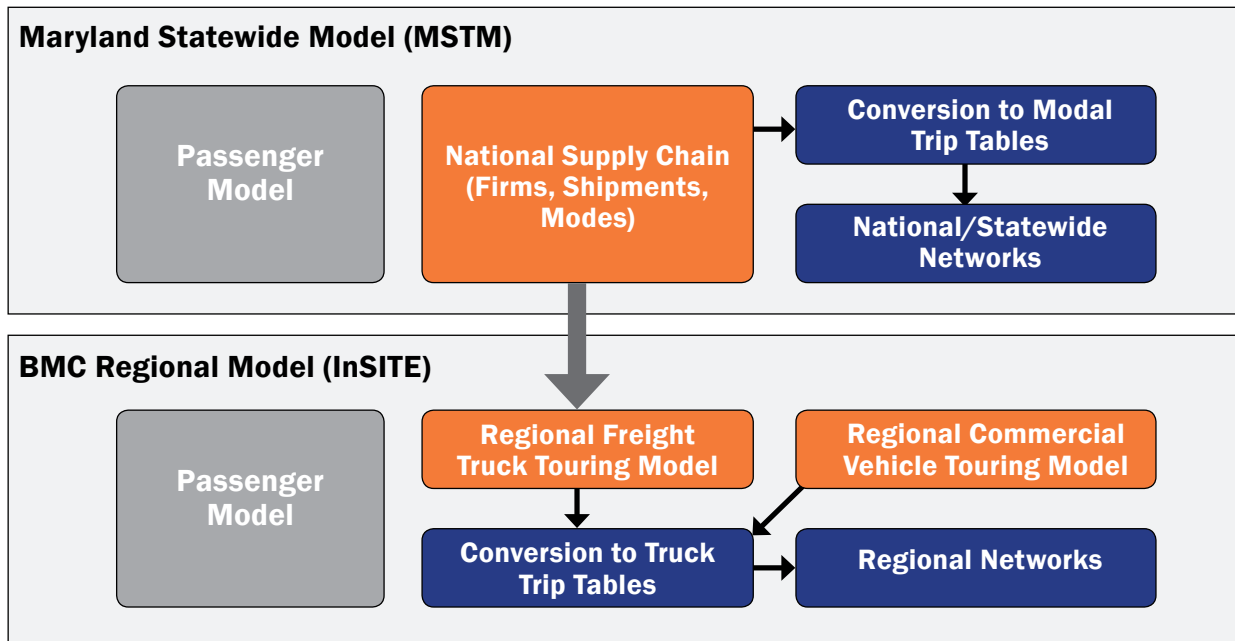 Maryland Statewide Model (MSTM)
Passenger
Model
National Supply Chain
(Firms, Shipments,
Modes)
Conversion to Modal
Trip Tables
National/Statewide
Networks
BMC Regional Model (InSITE)
Passenger
Model
Regional Freight
Truck Touring Model
Regional Commercial
Vehicle Touring Model
Conversion to Truck
Trip Tables
Regional Networks